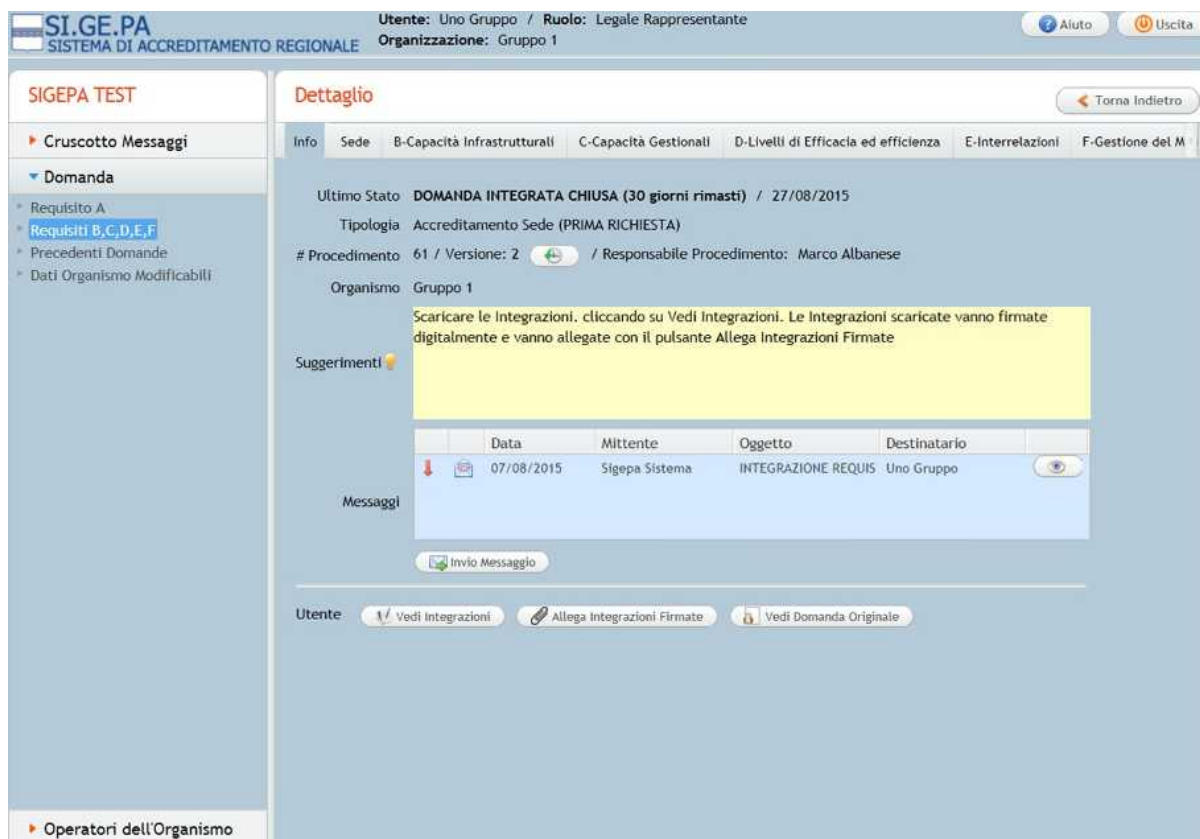 SI.GE.PA
SISTEMA DI ACCREDITAMENTO REGIONALE
Utente: Uno Gruppo / Ruolo: Legale Rappresentante
Organizzazione: Gruppo 1
Aiuto
Uscita
SIGEPA TEST
Cruscotto Messaggi
Domanda
Requisito A
Requisiti B,C,D,E,F
Precedenti Domande
Dati Organismo Modificabili
Operatori dell'Organismo
Dettaglio
Torna Indietro
Info Sede B-Capacità Infrastrutturali C-Capacità Gestionali D-Livelli di Efficacia ed efficienza E-Interrelazioni F-Gestione del M
Ultimo Stato DOMANDA INTEGRATA CHIUSA (30 giorni rimasti) / 27/08/2015
Tipologia Accreditamento Sede (PRIMA RICHIESTA)
# Procedimento 61 / Versione: 2 / Responsabile Procedimento: Marco Albanese
Organismo Gruppo 1
Suggerimenti
Scaricare le Integrazioni. cliccando su Vedi Integrazioni. Le Integrazioni scaricate vanno firmate
digitalmente e vanno allegate con il pulsante Allega Integrazioni Firmate
Messaggi
Data Mittente Oggetto Destinatario
07/08/2015 Sigepa Sistema INTEGRAZIONE REQUIS Uno Gruppo
Invio Messaggio
Utente Vedi Integrazioni Allega Integrazioni Firmate Vedi Domanda Originale